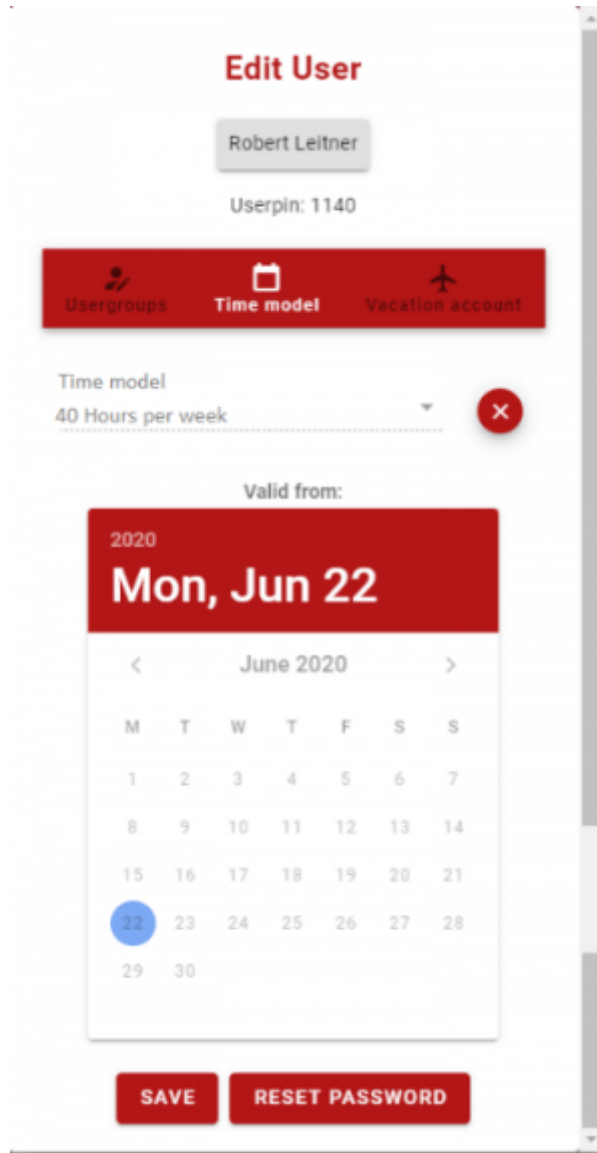 Edit User
Robert Leitner
Userpin: 1140
Usergroups Time model Vacation account
Time model
40 Hours per week
Valid from:
2020
Mon, Jun 22
June 2020
M T W T F S S
1 2 3 4 5 6 7
8 9 10 11 12 13 14
15 16 17 18 19 20 21
22 23 24 25 26 27 28
29 30
SAVE RESET PASSWORD